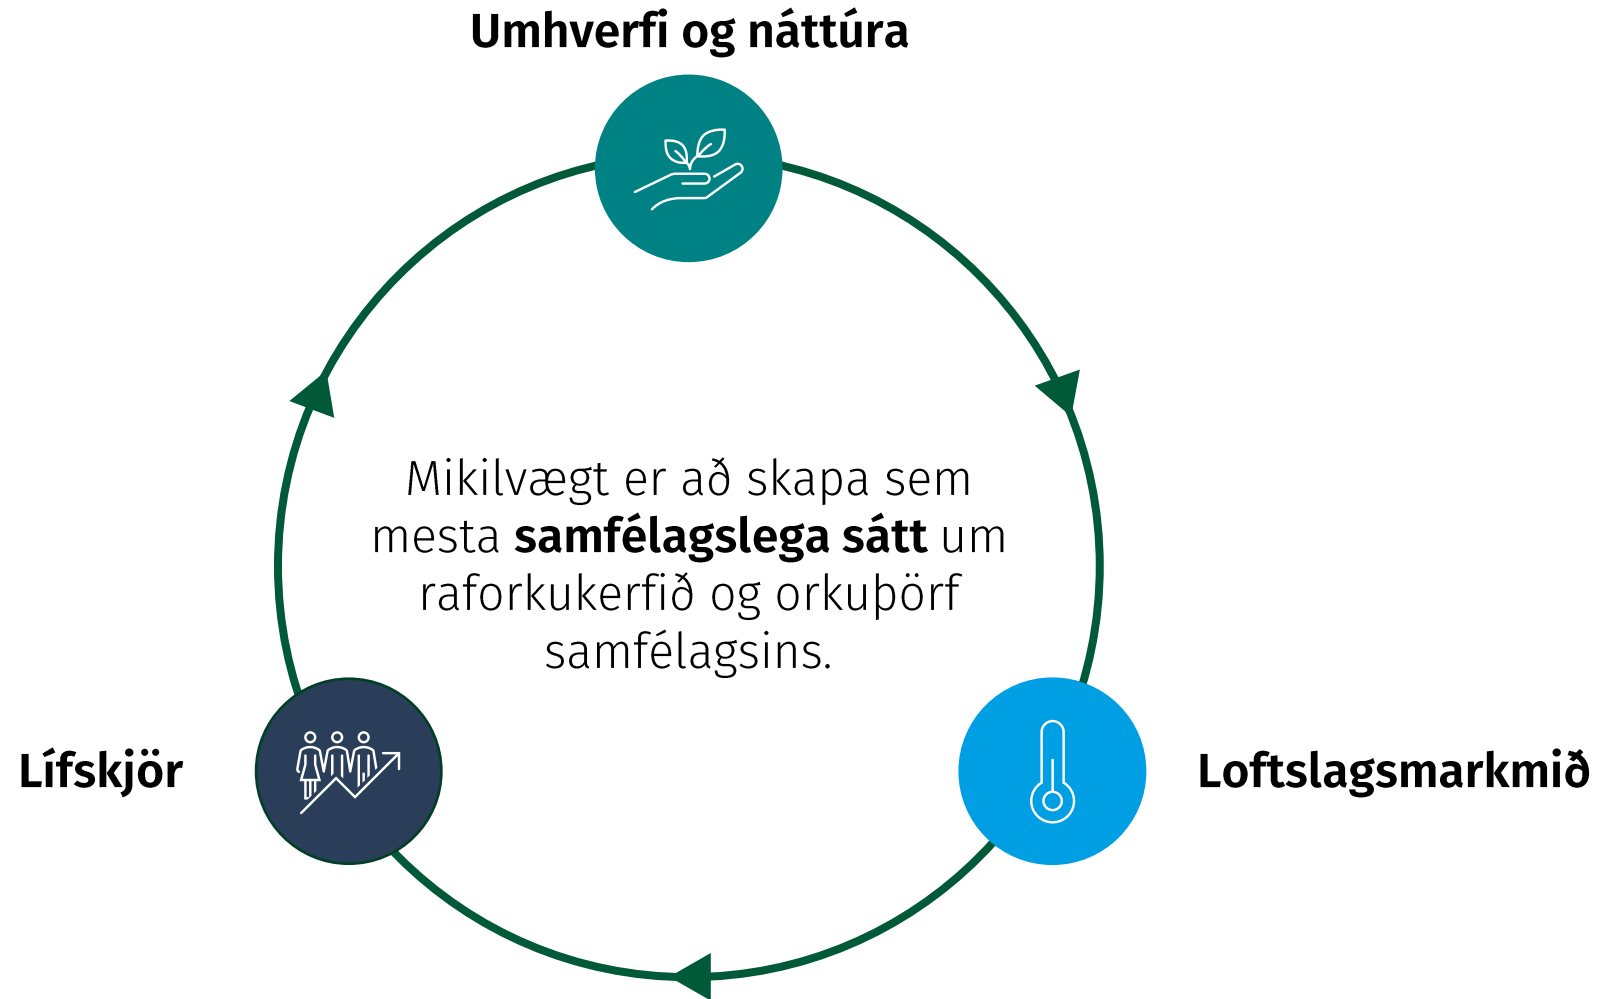 Umhverfi og náttúra
Mikilvægt er að skapa sem
mesta samfélagslega sátt um
raforkukerfið og orkuþörf
samfélagsins.
Lífskjör
Loftslagsmarkmið